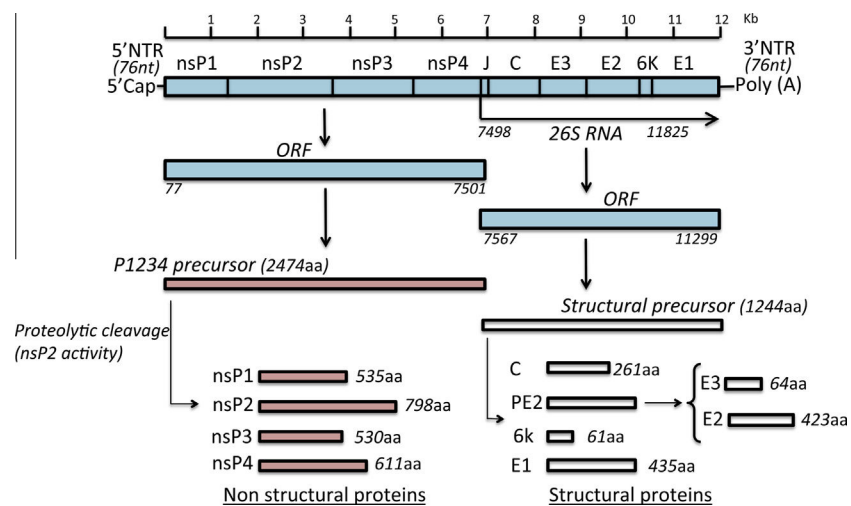 1 2 3 4 5 6 7 8 9 10 11 12 Kb
5'NTR
(76nt)
3'NTR
(76nt)
nsP1 nsP2 nsP3 nsP4 J C E3 E2 6K E1
5'Cap
Poly (A)
7498 26S RNA 11825
ORF
77 7501
ORF
7567 11299
P1234 precursor (2474aa)
Structural precursor (1244aa)
Proteolytic cleavage
(nsP2 activity)
nsP1 535aa
nsP2 798aa
nsP3 530aa
nsP4 611aa
Non structural proteins
C 261aa
PE2
E3 64aa
E2 423aa
6k 61aa
E1 435aa
Structural proteins